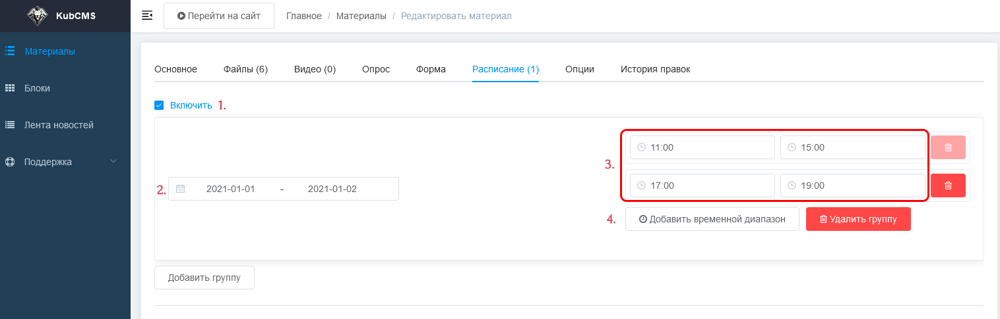 KubCMS
Перейти на сайт
Главное / Материалы / Редактировать материал
Материалы
Блоки
Лента новостей
Поддержка
Основное Файлы (6) Видео (0) Опрос Форма Расписание (1) Опции История правок
Включить 1.
2. 2021-01-01 - 2021-01-02
3.
11:00 15:00
17:00 19:00
4. Добавить временной диапазон Удалить группу
Добавить группу